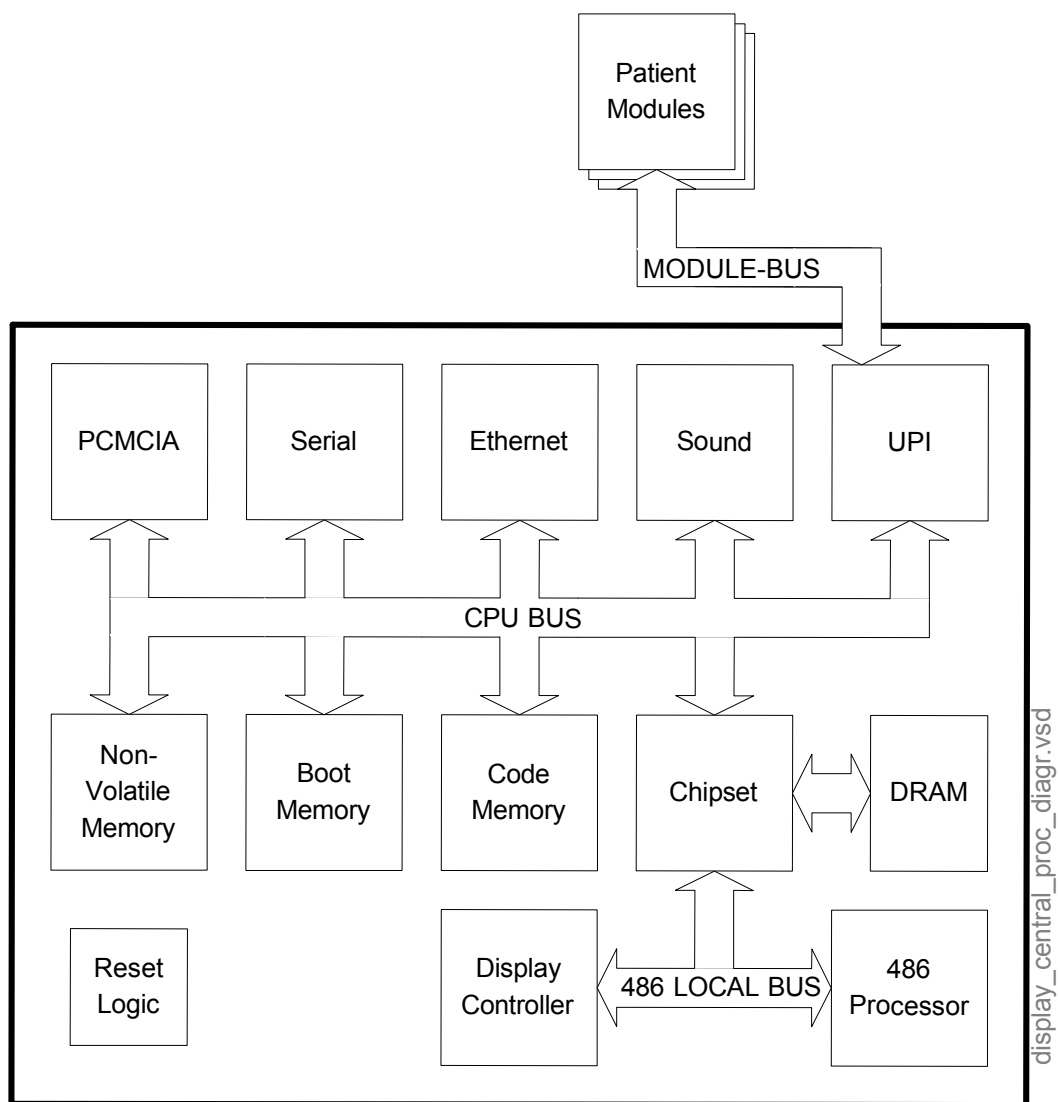 Patient
Modules
MODULE-BUS
PCMCIA
Serial
Ethernet
Sound
UPI
CPU BUS
Non-
Volatile
Memory
Boot
Memory
Code
Memory
Chipset
DRAM
Reset
Logic
Display
Controller
486 LOCAL BUS
486
Processor
display_central_proc_diagr.vsd